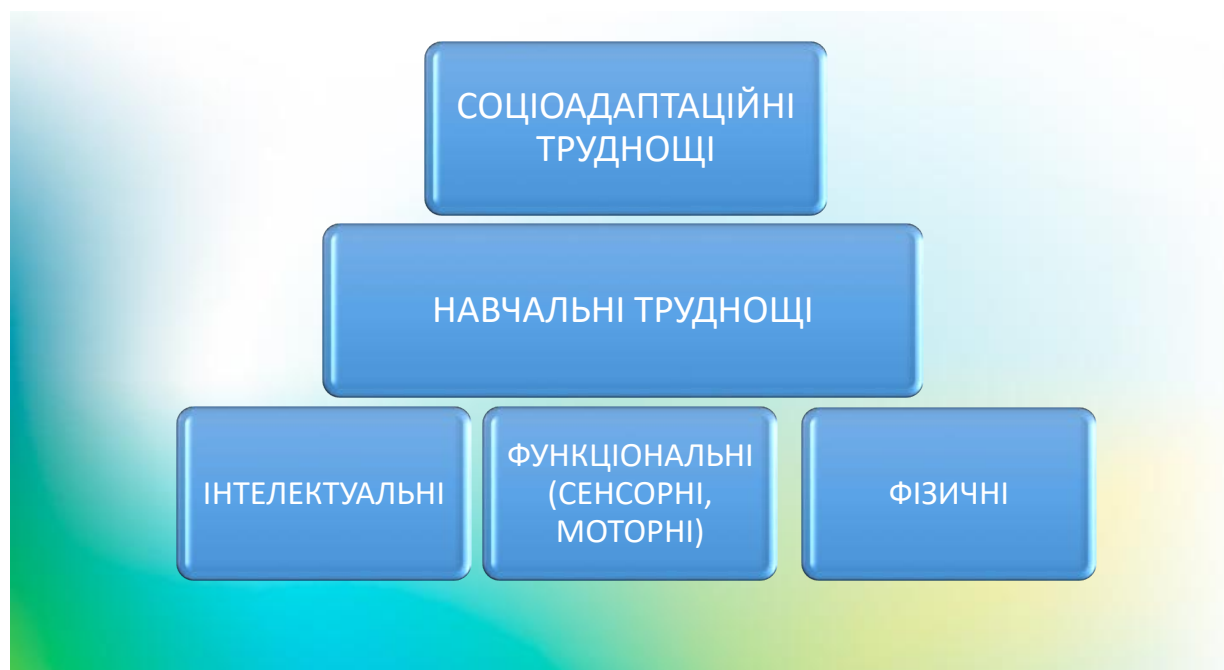 СОЦІОАДАПТАЦІЙНІ
ТРУДНОЩІ
НАВЧАЛЬНІ ТРУДНОЩІ
ІНТЕЛЕКТУАЛЬНІ
ФУНКЦІОНАЛЬНІ
(СЕНСОРНІ,
МОТОРНІ)
ФІЗИЧНІ